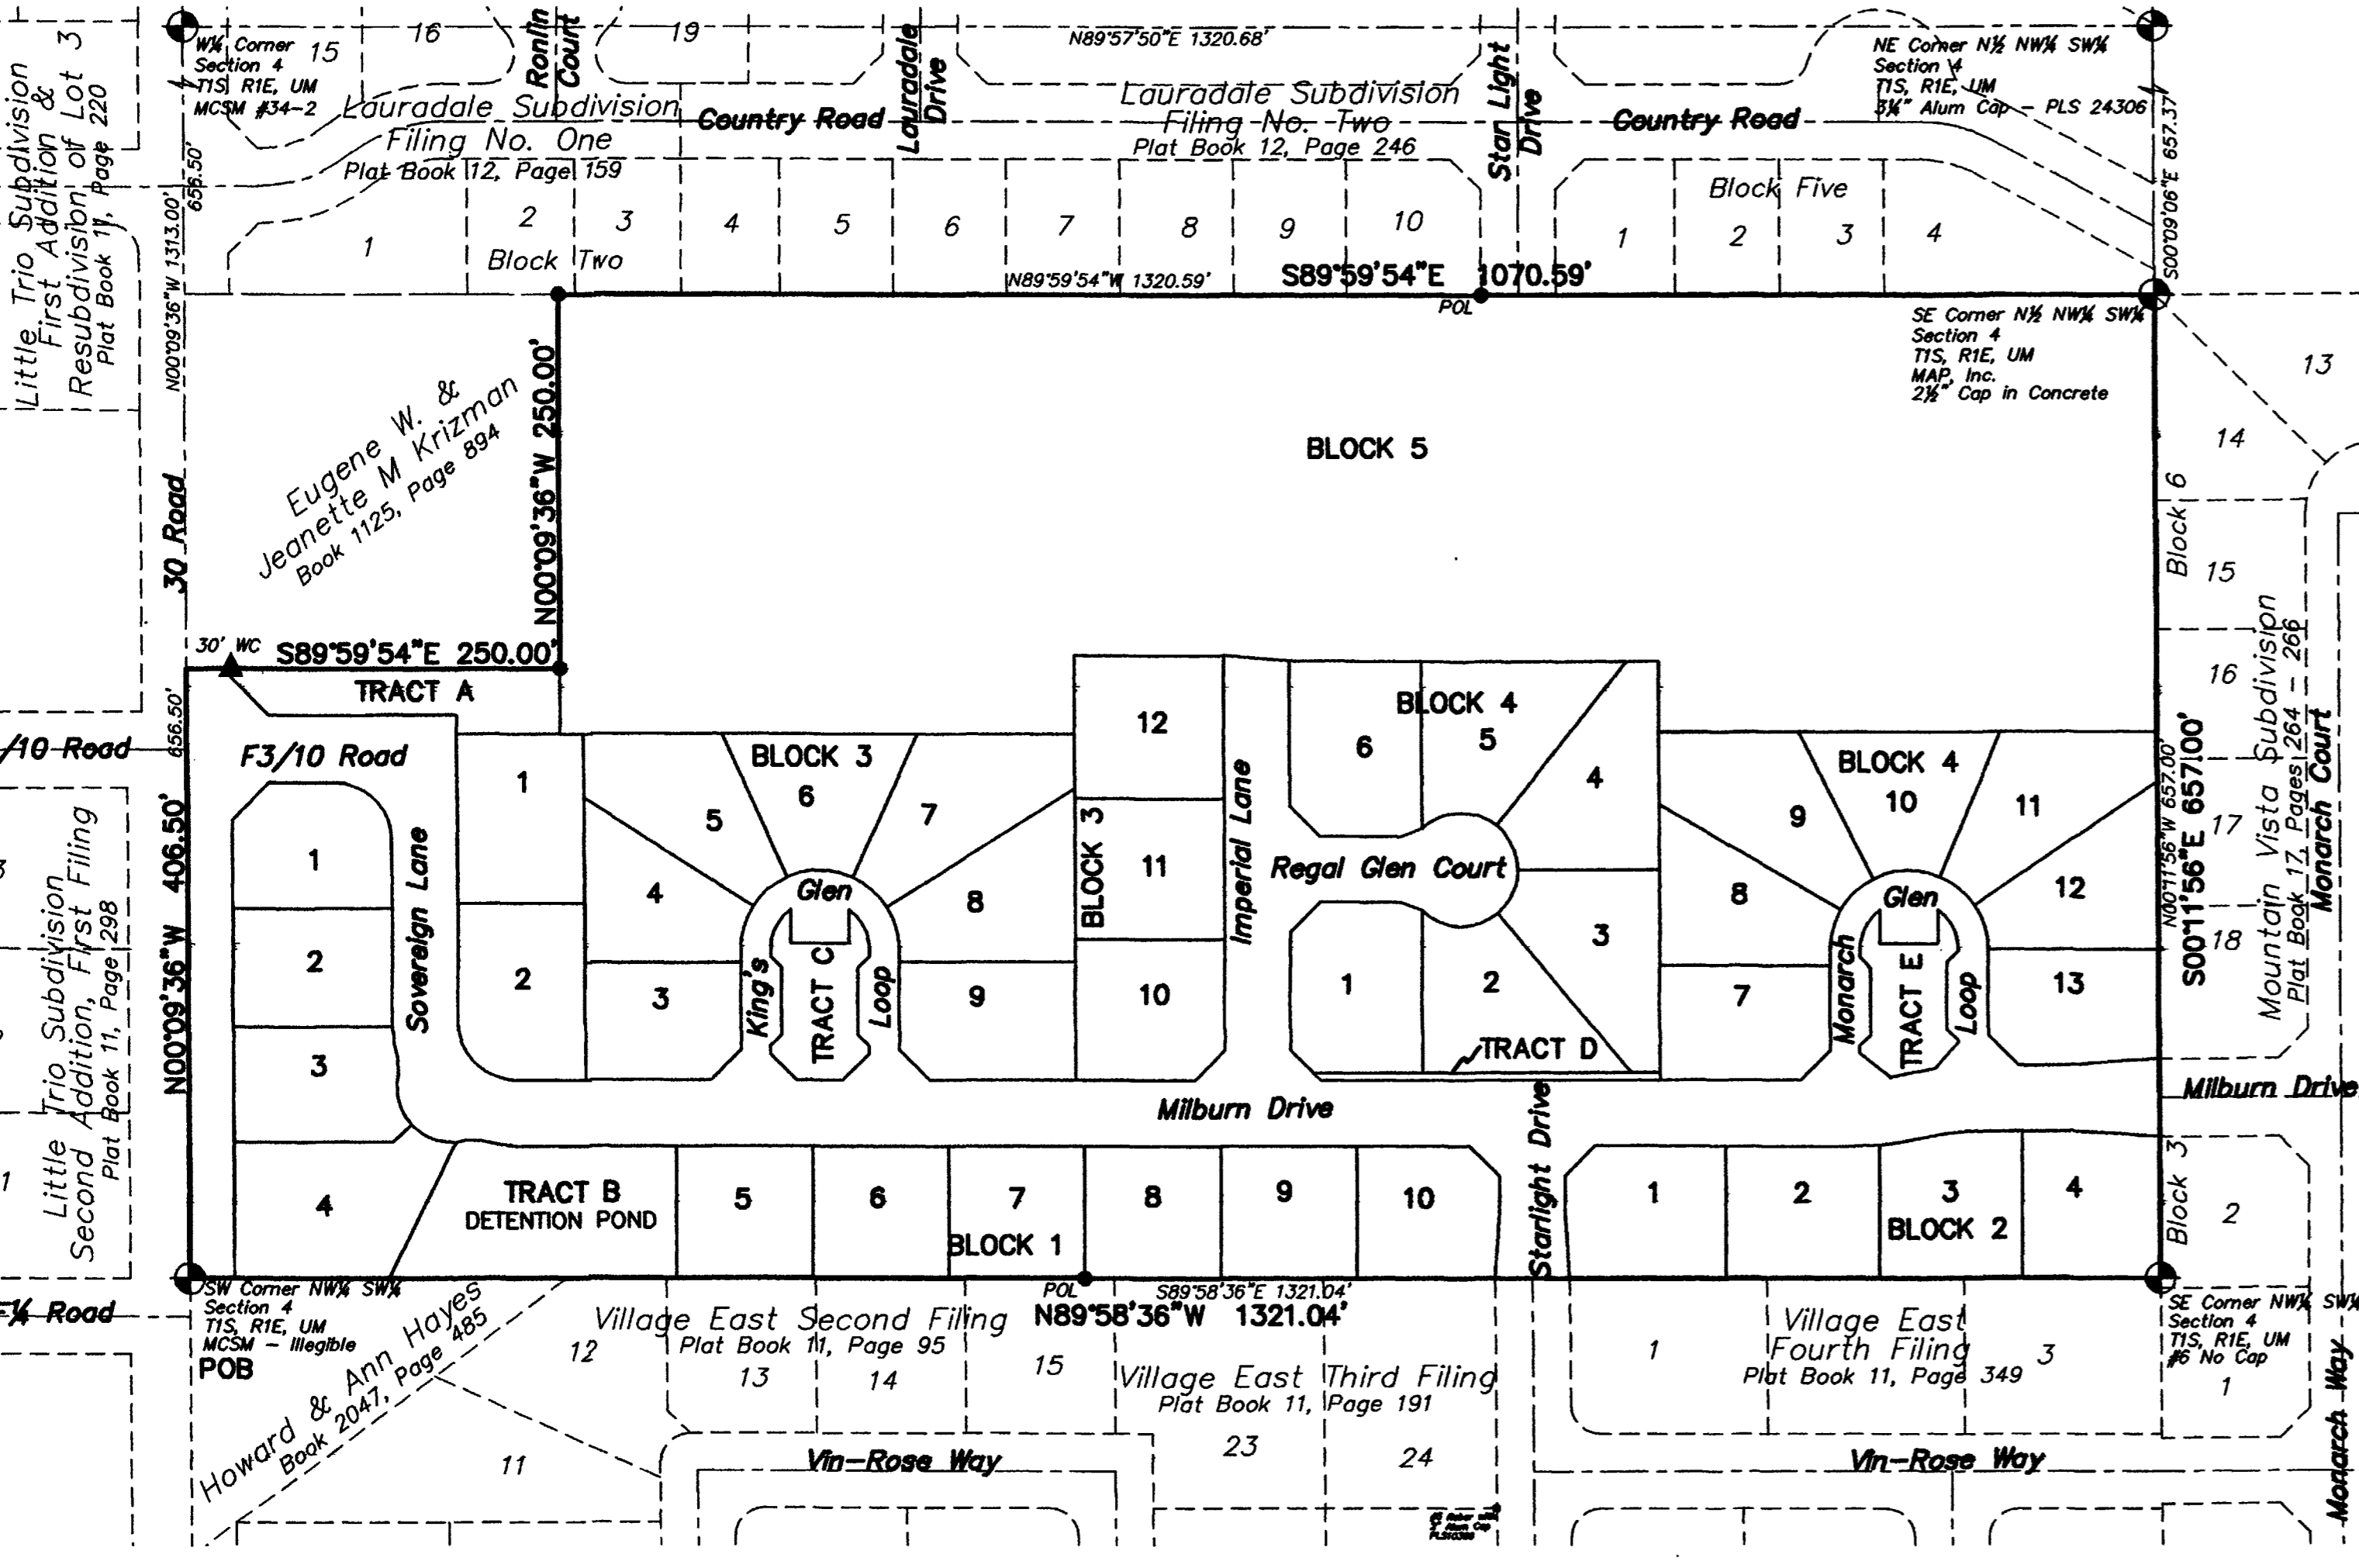 16
19
N89°57'50"E 1320.68'
Ronlin
Court
Lauradale
Drive
Stan Light
Drive
W¼ Corner
Section 4
T1S, R1E, UM
MCSM #34-2
15
NE Corner N½ NW¼ SW¼
Section 4
T1S, R1E, UM
3¼" Alum Cap - PLS 24306
Little Trio Subdivision
First Addition &
Resubdivision of Lot 3
Plat Book 11, Page 220
Lauradale Subdivision
Filing No. One
Plat Book 12, Page 159
Country Road
Lauradale Subdivision
Filing No. Two
Plat Book 12, Page 246
Country Road
656.50'
N00°09'36"W 1313.00'
S00°09'06"E 657.37'
1
2
3
4
5
6
7
8
9
10
Block Two
Block Five
1
2
3
4
N89°59'54"W 1320.59'
S89°59'54"E 1070.59'
POL
SE Corner N½ NW¼ SW¼
Section 4
T1S, R1E, UM
MAP, Inc.
2½" Cap in Concrete
13
14
Block 6
15
16
17
18
Mountain Vista Subdivision
Plat Book 17, Pages 264 - 266
Monarch Court
Eugene W. &
Jeanette M Krizman
Book 1125, Page 894
N00°09'36"W 250.00'
BLOCK 5
30 Road
30' WC
S89°59'54"E 250.00'
TRACT A
656.50'
/10 Road
F3/10 Road
N00°09'36"W 406.50'
Little Trio Subdivision
Second Addition, First Filing
Plat Book 11, Page 298
1
1
2
3
4
Sovereign Lane
1
2
BLOCK 3
3
4
5
6
7
8
9
Glen
King's
Loop
TRACT C
BLOCK 3
10
11
12
Imperial Lane
BLOCK 4
1
2
3
4
5
6
Regal Glen Court
TRACT D
BLOCK 4
7
8
9
10
11
12
13
Glen
Monarch
Loop
TRACT E
N00°11'56"W 657.00'
S00°11'56"E 657.00'
Milburn Drive
Milburn Drive
TRACT B
DETENTION POND
5
6
7
BLOCK 1
8
9
10
Starlight Drive
1
2
3
BLOCK 2
4
Block 3
2
¼ Road
SW Corner NW¼ SW¼
Section 4
T1S, R1E, UM
MCSM - Illegible
POB
POL
S89°58'36"E 1321.04'
N89°58'36"W 1321.04'
SE Corner NW¼ SW¼
Section 4
T1S, R1E, UM
#6 No Cap
1
Howard & Ann Hayes
Book 2047, Page 485
11
12
Village East Second Filing
Plat Book 11, Page 95
13
14
15
Village East Third Filing
Plat Book 11, Page 191
23
24
Village East
Fourth Filing
Plat Book 11, Page 349
1
3
Vin-Rose Way
Vin-Rose Way
Monarch Way